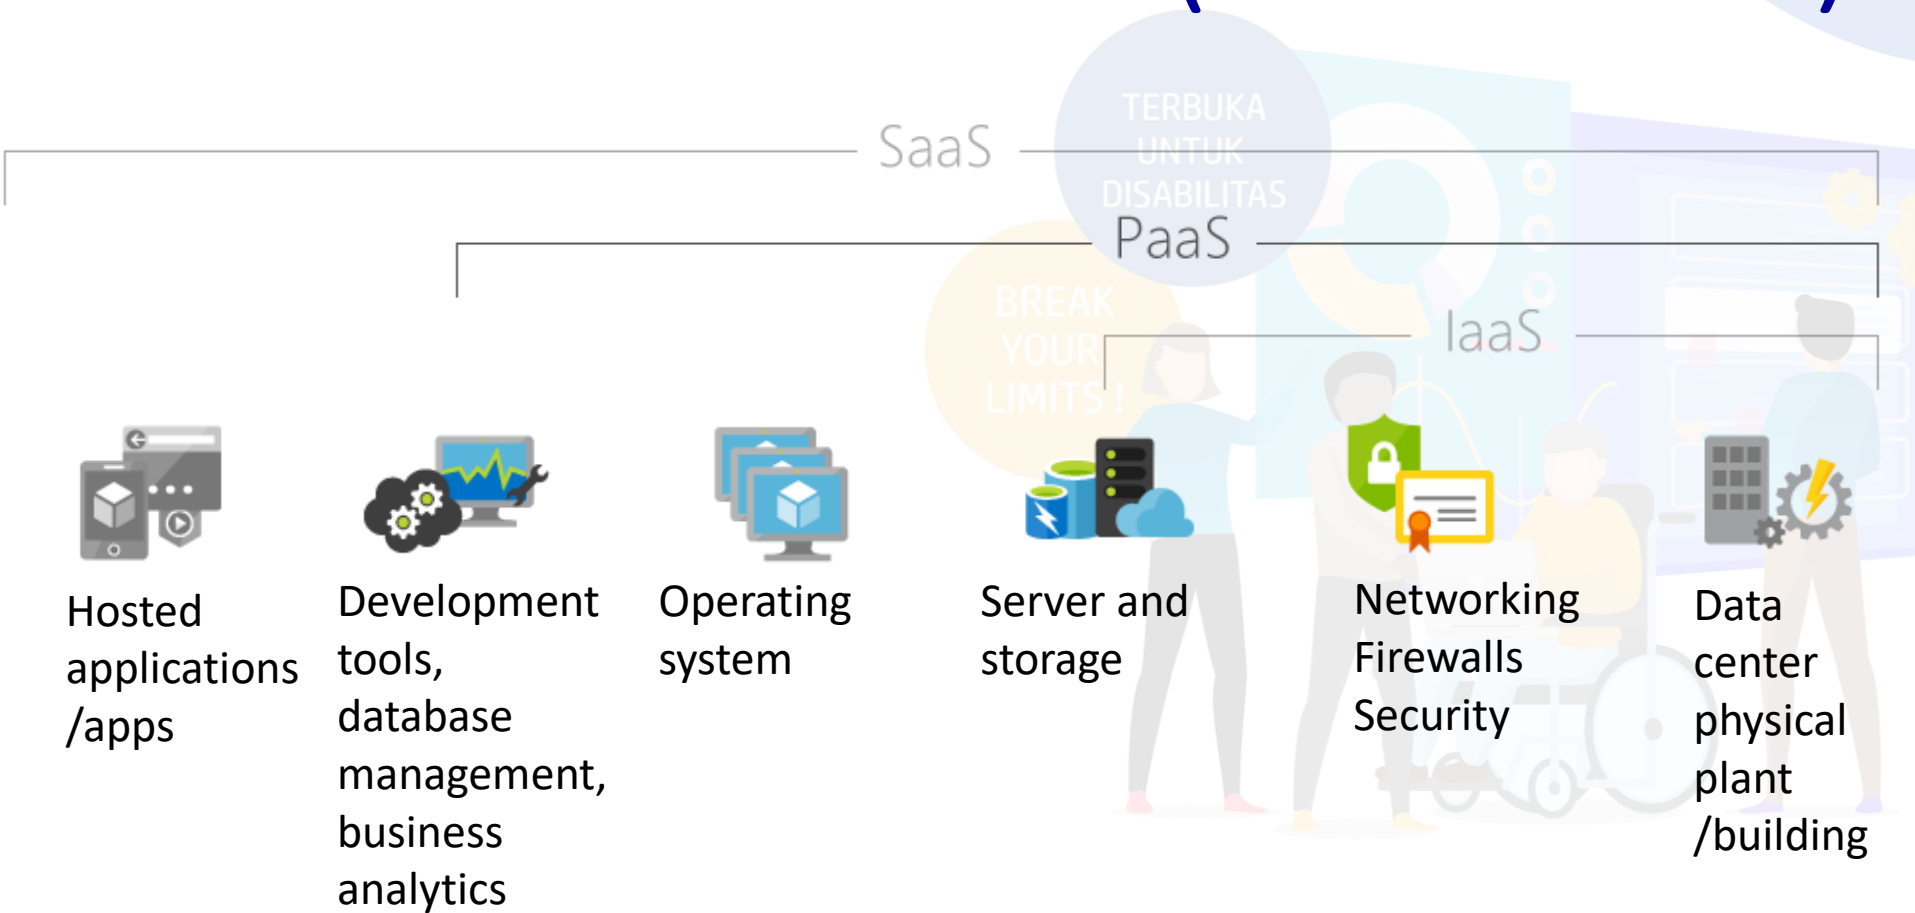 TERBUKA
UNTUK
DISABILITAS
SaaS
PaaS
BREAK
YOUR
LIMITS !
IaaS
Hosted
applications
/apps
Development
tools,
database
management,
business
analytics
Operating
system
Server and
storage
Networking
Firewalls
Security
Data
center
physical
plant
/building